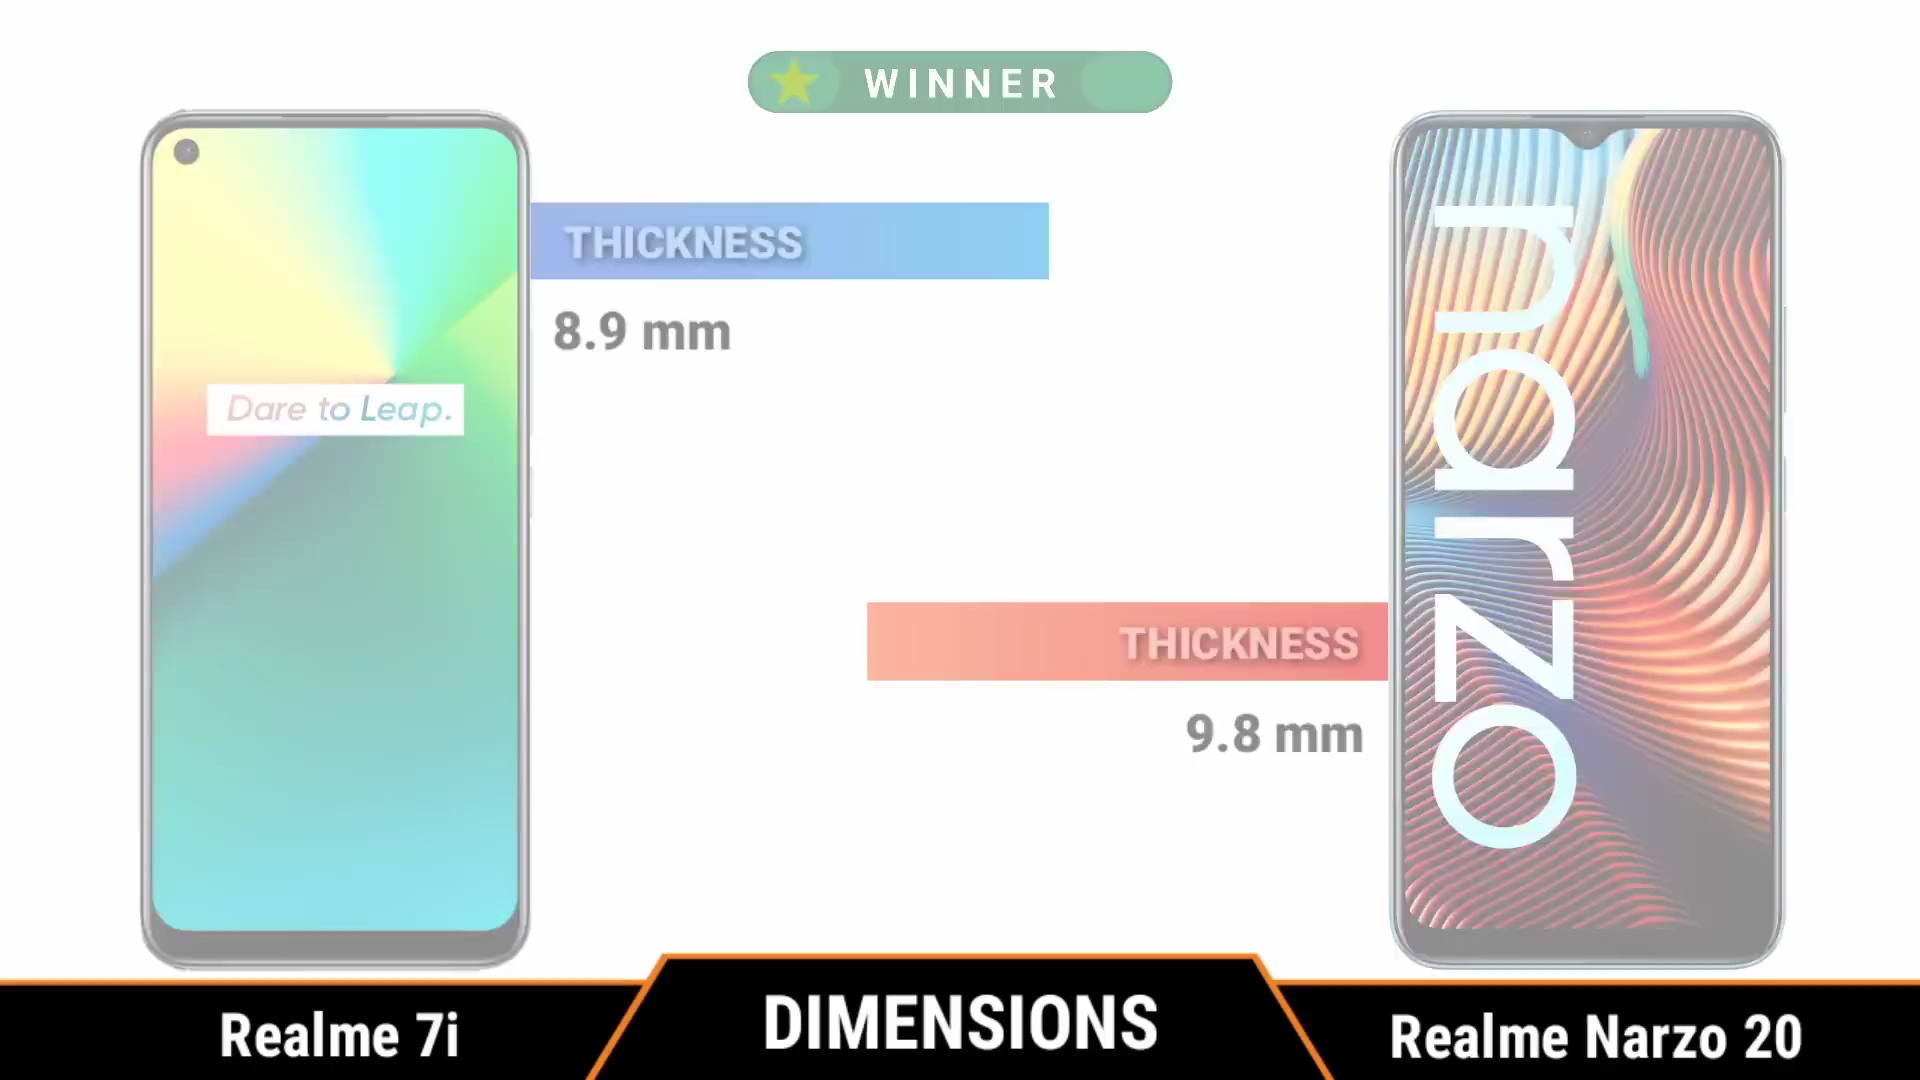 WINNER
THICKNESS
8.9 mm
Dare to Leap.
narzo
THICKNESS
9.8 mm
Realme 7i
DIMENSIONS
Realme Narzo 20